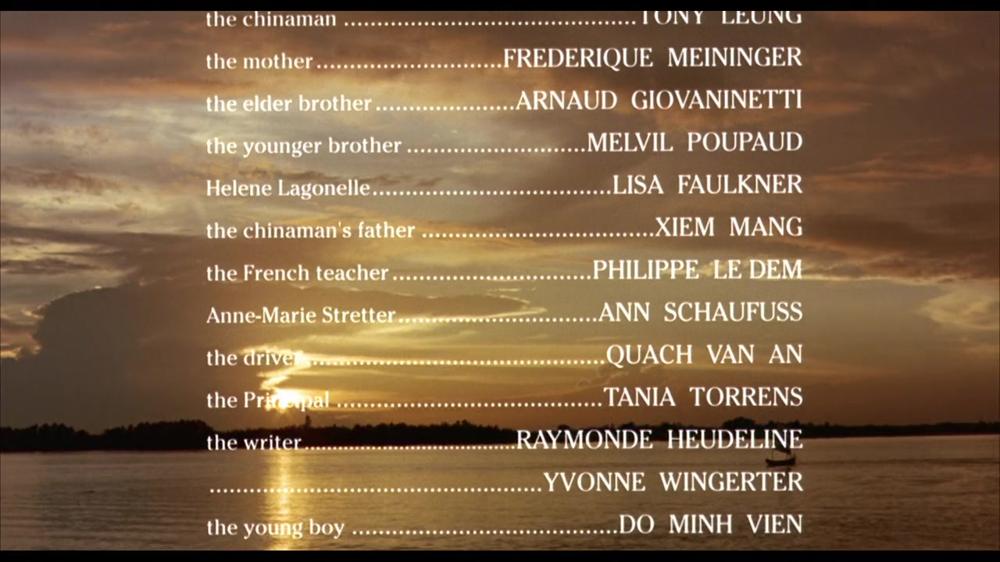 the chinaman ............................................. TONY LEUNG
the mother ............................ FREDERIQUE MEININGER
the elder brother ..................... ARNAUD GIOVANINETTI
the younger brother ........................... MELVIL POUPAUD
Helene Lagonelle .................................... LISA FAULKNER
the chinaman's father ................................... XIEM MANG
the French teacher .............................. PHILIPPE LE DEM
Anne-Marie Stretter .............................. ANN SCHAUFUSS
the driver ............................................. QUACH VAN AN
the Principal ........................................ TANIA TORRENS
the writer ................................ RAYMONDE HEUDELINE
.................................................. YVONNE WINGERTER
the young boy ........................................ DO MINH VIEN